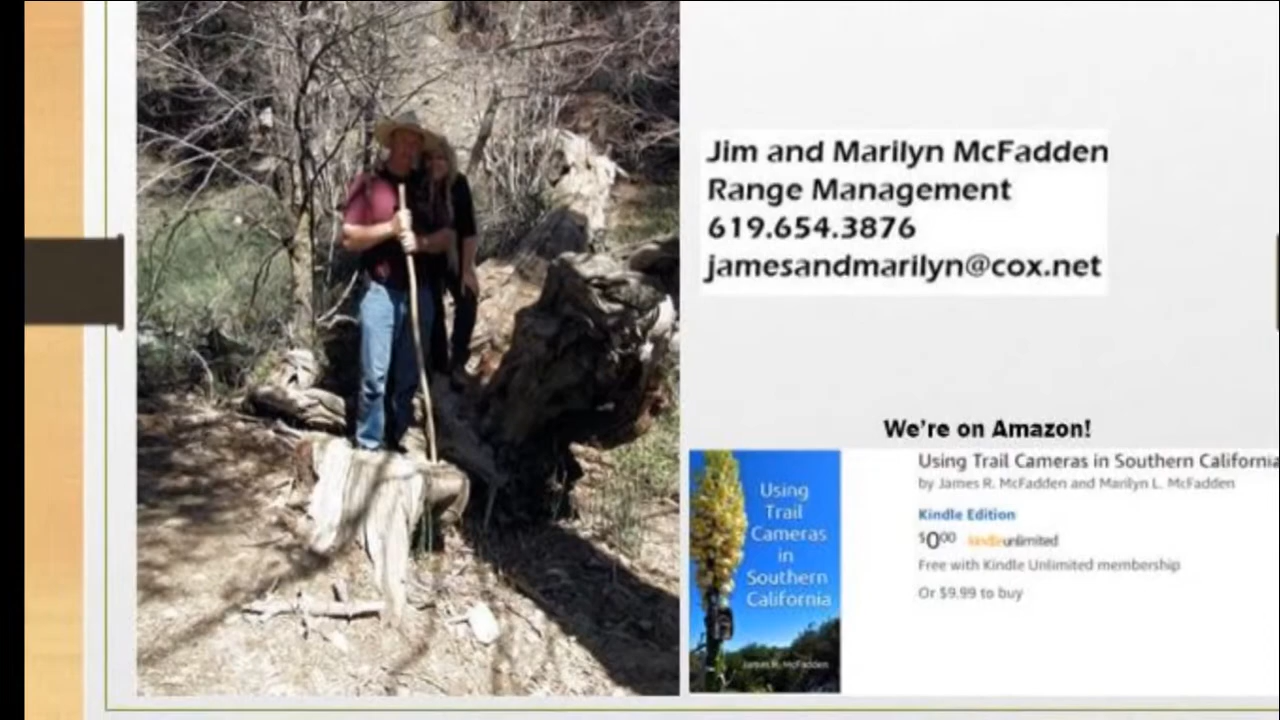 Jim and Marilyn McFadden
Range Management
619.654.3876
jamesandmarilyn@cox.net
We're on Amazon!
Using Trail Cameras in Southern California
by James R. McFadden and Marilyn L. McFadden
Kindle Edition
$0.00 kindleunlimited
Free with Kindle Unlimited membership
Or $9.99 to buy
Using
Trail
Cameras
in
Southern
California
James R. McFadden